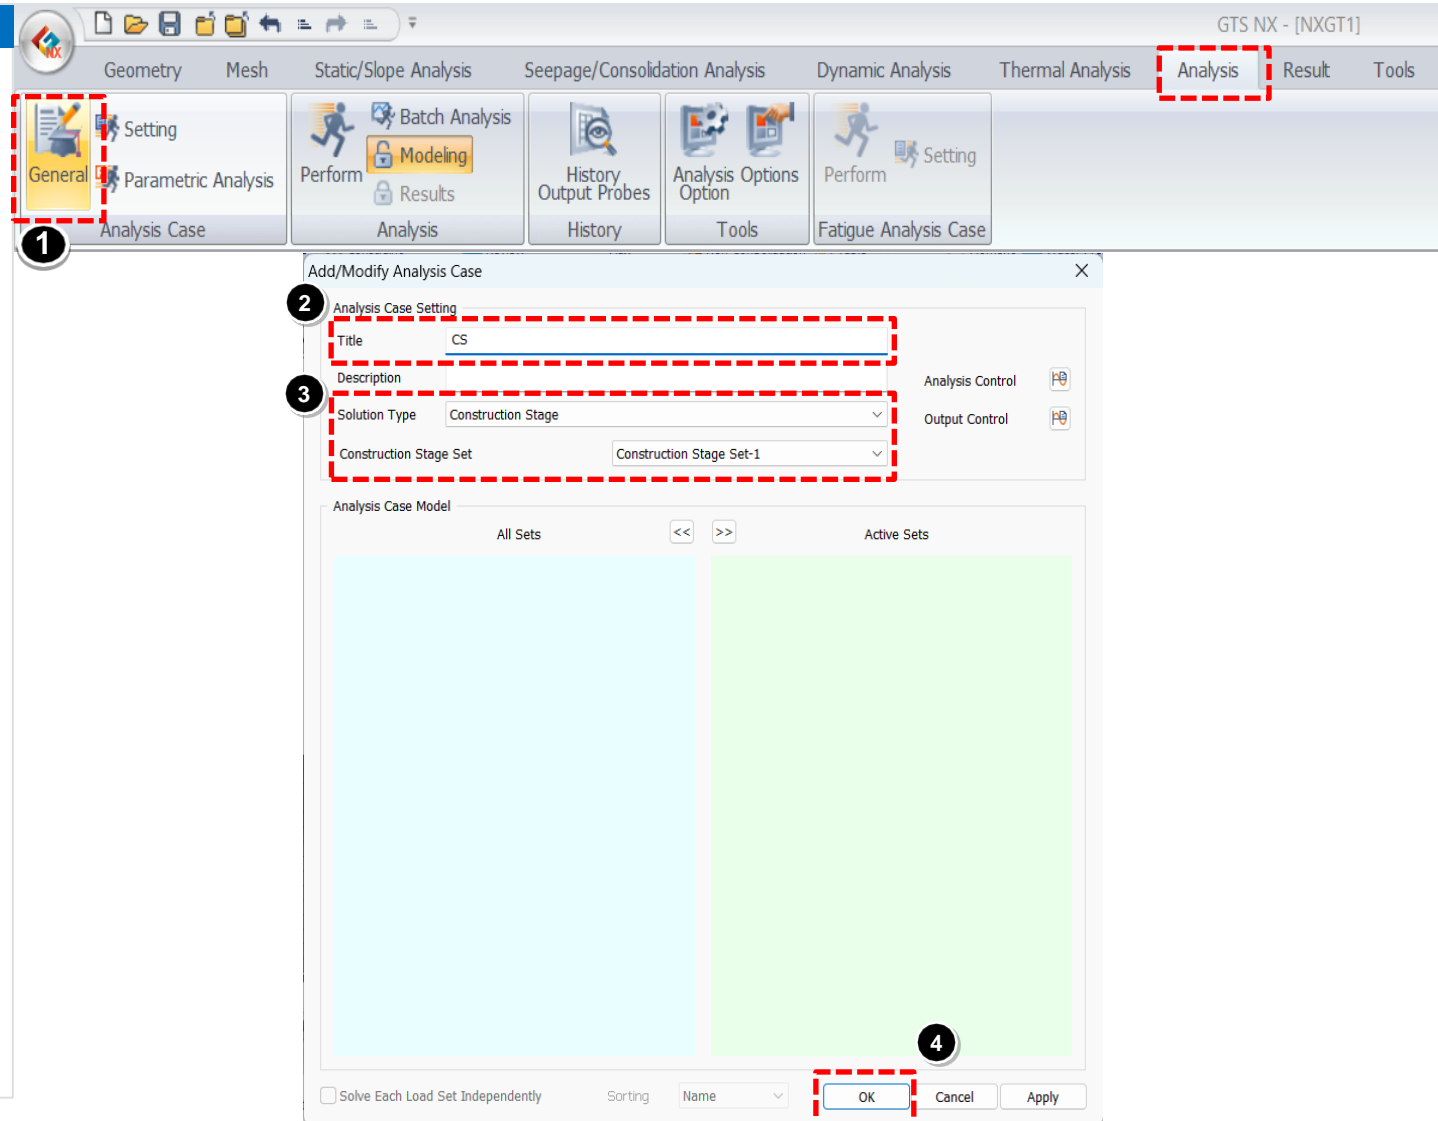 GTS NX - [NXGT1]
NX
Geometry Mesh Static/Slope Analysis Seepage/Consolidation Analysis Dynamic Analysis Thermal Analysis Analysis Result Tools
General
Setting
Parametric Analysis
Analysis Case
Perform
Batch Analysis
Modeling
Results
Analysis
History
Output Probes
History
Analysis
Option
Options
Tools
Perform
Setting
Fatigue Analysis Case
1
Add/Modify Analysis Case
2
Analysis Case Setting
Title CS
Description
Analysis Control
3
Solution Type Construction Stage
Output Control
Construction Stage Set Construction Stage Set-1
Analysis Case Model
All Sets << >> Active Sets
4
Solve Each Load Set Independently Sorting Name OK Cancel Apply